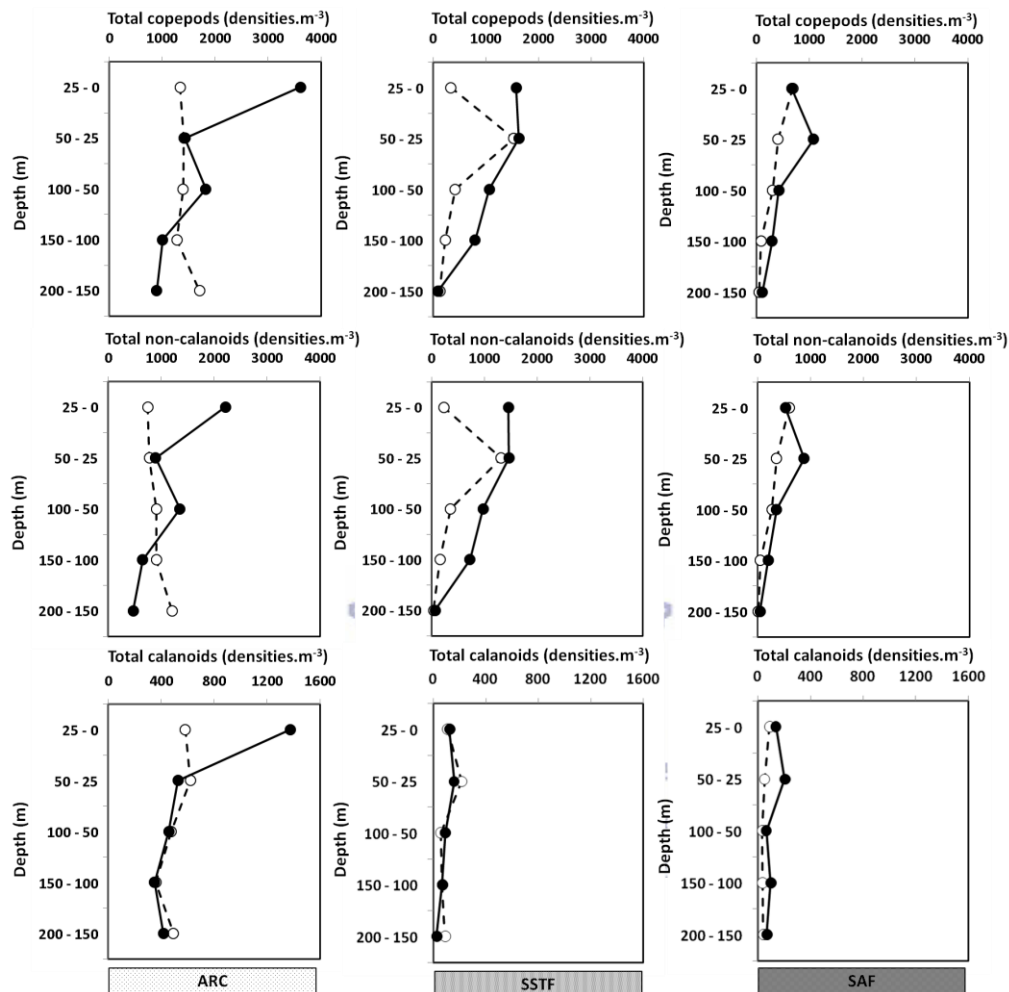 Total copepods (densities.m⁻³)
0 1000 2000 3000 4000
25 - 0
50 - 25
100 - 50
150 - 100
200 - 150
Depth (m)
Total copepods (densities.m⁻³)
0 1000 2000 3000 4000
25 - 0
50 - 25
100 - 50
150 - 100
200 - 150
Depth (m)
Total copepods (densities.m⁻³)
0 1000 2000 3000 4000
25 - 0
50 - 25
100 - 50
150 - 100
200 - 150
Depth (m)
Total non-calanoids (densities.m⁻³)
0 1000 2000 3000 4000
25 - 0
50 - 25
100 - 50
150 - 100
200 - 150
Depth (m)
Total non-calanoids (densities.m⁻³)
0 1000 2000 3000 4000
25 - 0
50 - 25
100 - 50
150 - 100
200 - 150
Depth (m)
Total non-calanoids (densities.m⁻³)
0 1000 2000 3000 4000
25 - 0
50 - 25
100 - 50
150 - 100
200 - 150
Depth (m)
Total calanoids (densities.m⁻³)
0 400 800 1200 1600
25 - 0
50 - 25
100 - 50
150 - 100
200 - 150
Depth (m)
Total calanoids (densities.m⁻³)
0 400 800 1200 1600
25 - 0
50 - 25
100 - 50
150 - 100
200 - 150
Depth (m)
Total calanoids (densities.m⁻³)
0 400 800 1200 1600
25 - 0
50 - 25
100 - 50
150 - 100
200 - 150
Depth (m)
ARC
SSTF
SAF